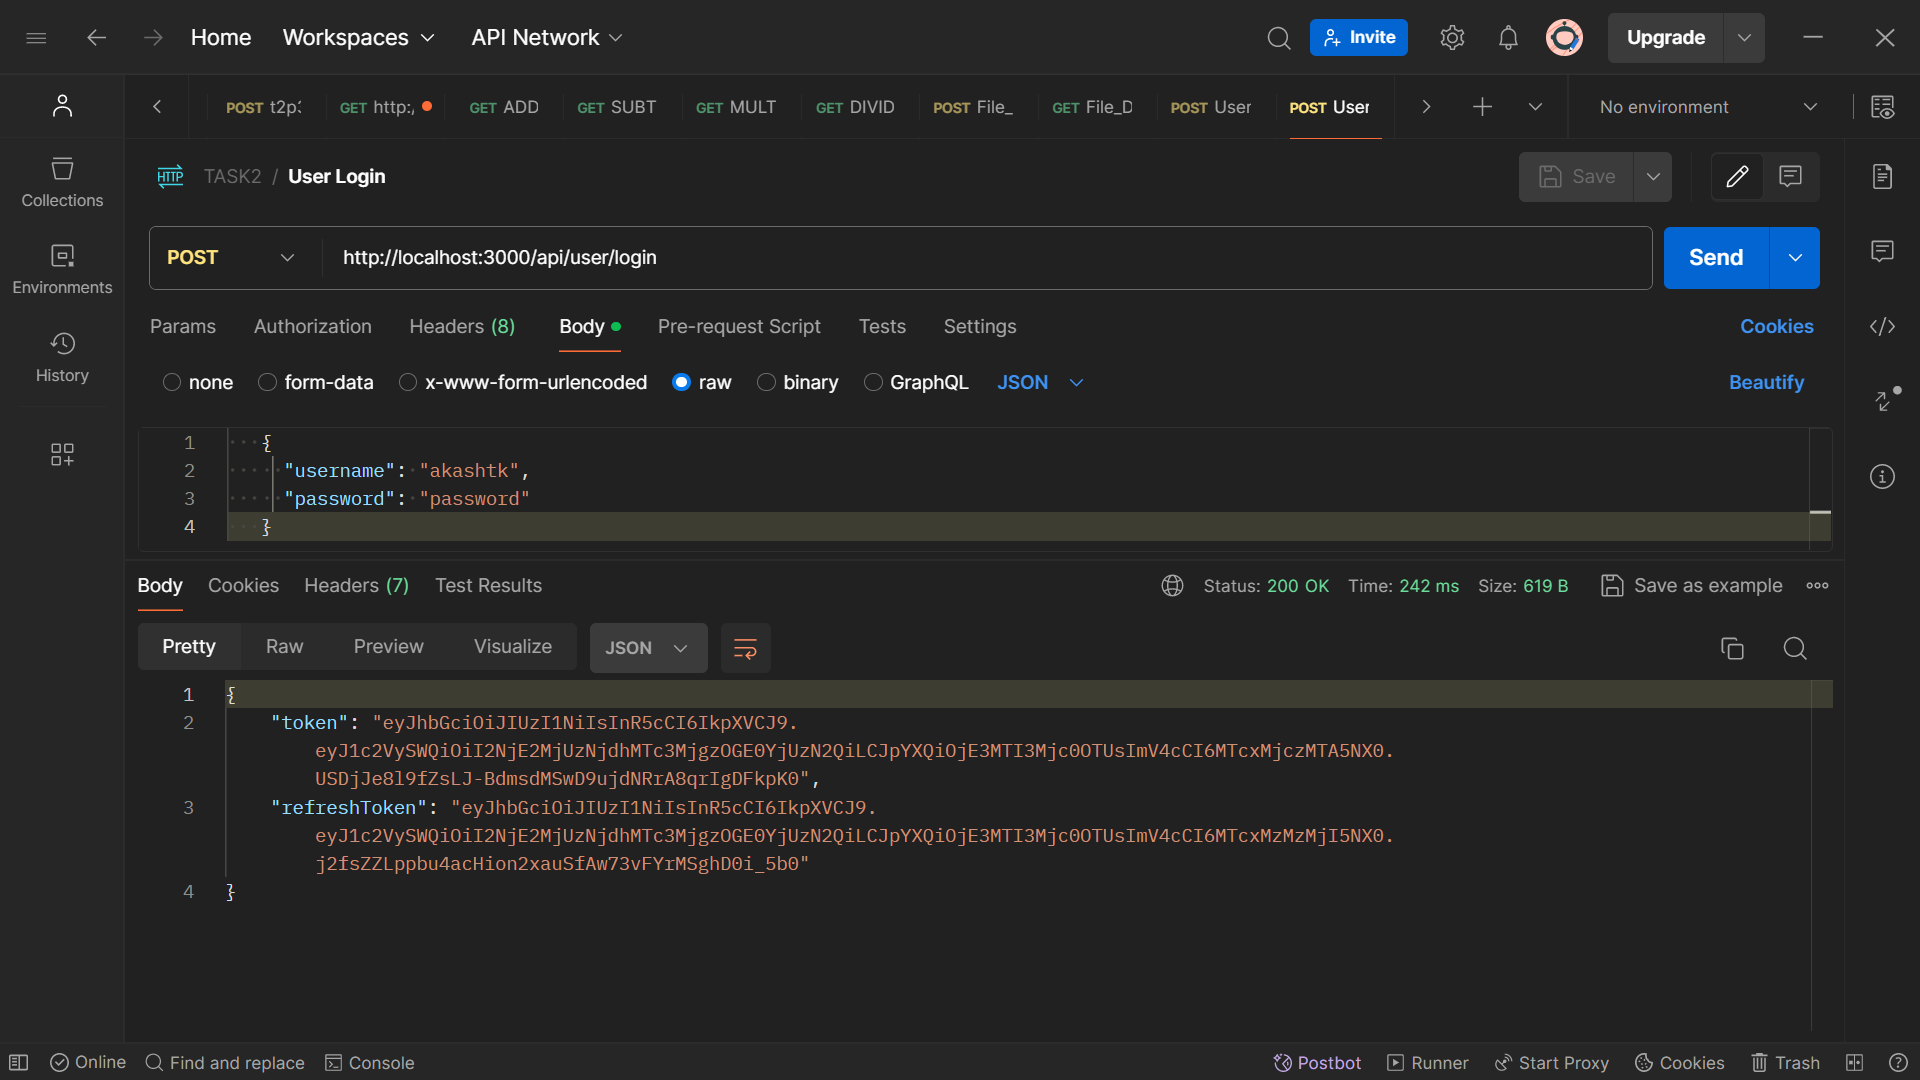 Home
Workspaces
API Network
Invite
Upgrade
POST t2p3
GET http:/
GET ADD
GET SUBT
GET MULT
GET DIVID
POST File_
GET File_D
POST User
POST User
No environment
Collections
Environments
History
HTTP
TASK2 / User Login
Save
POST
http://localhost:3000/api/user/login
Send
Params
Authorization
Headers (8)
Body
Pre-request Script
Tests
Settings
Cookies
none
form-data
x-www-form-urlencoded
raw
binary
GraphQL
JSON
Beautify
1 {
2 "username": "akashtk",
3 "password": "password"
4 }
Body
Cookies
Headers (7)
Test Results
Status: 200 OK
Time: 242 ms
Size: 619 B
Save as example
Pretty
Raw
Preview
Visualize
JSON
1 {
2 "token": "eyJhbGciOiJIUzI1NiIsInR5cCI6IkpXVCJ9.
eyJ1c2VySWQiOiI2NjE2MjUzNjdhMTc3MjgzOGE0YjUzN2QiLCJpYXQiOjE3MTI3Mjc0OTUsImV4cCI6MTcxMjczMTA5NX0.
USDjJe8l9fZsLJ-BdmsdMSwD9ujdNRrA8qrIgDFkpK0",
3 "refreshToken": "eyJhbGciOiJIUzI1NiIsInR5cCI6IkpXVCJ9.
eyJ1c2VySWQiOiI2NjE2MjUzNjdhMTc3MjgzOGE0YjUzN2QiLCJpYXQiOjE3MTI3Mjc0OTUsImV4cCI6MTcxMzMzMjI5NX0.
j2fsZZLppbu4acHion2xauSfAw73vFYrMSghD0i_5b0"
4 }
Online
Find and replace
Console
Postbot
Runner
Start Proxy
Cookies
Trash